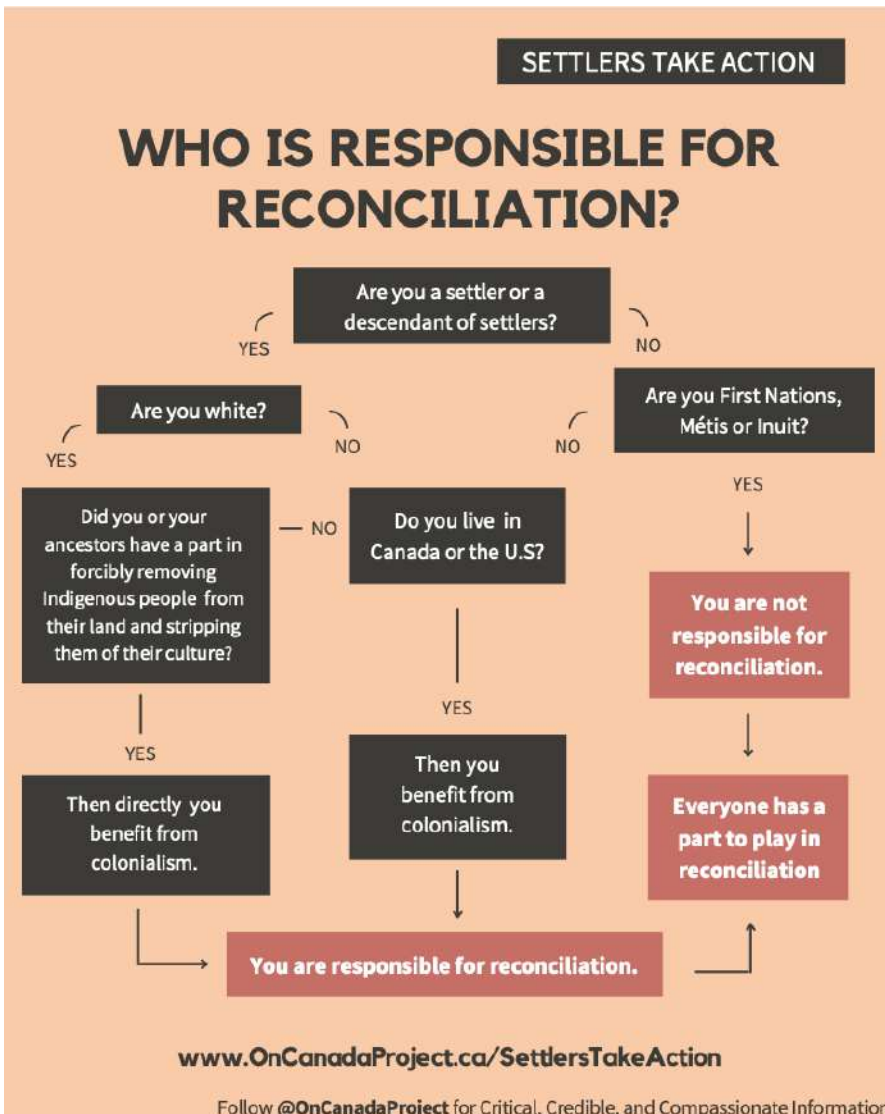 SETTLERS TAKE ACTION
WHO IS RESPONSIBLE FOR
RECONCILIATION?
Are you a settler or a
descendant of settlers?
YES
NO
Are you white?
YES
NO
Are you First Nations,
Métis or Inuit?
NO
YES
Did you or your
ancestors have a part in
forcibly removing
Indigenous people from
their land and stripping
them of their culture?
NO
Do you live in
Canada or the U.S?
You are not
responsible for
reconciliation.
YES
YES
Then directly you
benefit from
colonialism.
Then you
benefit from
colonialism.
Everyone has a
part to play in
reconciliation
You are responsible for reconciliation.
www.OnCanadaProject.ca/SettlersTakeAction
Follow @OnCanadaProject for Critical, Credible, and Compassionate Information